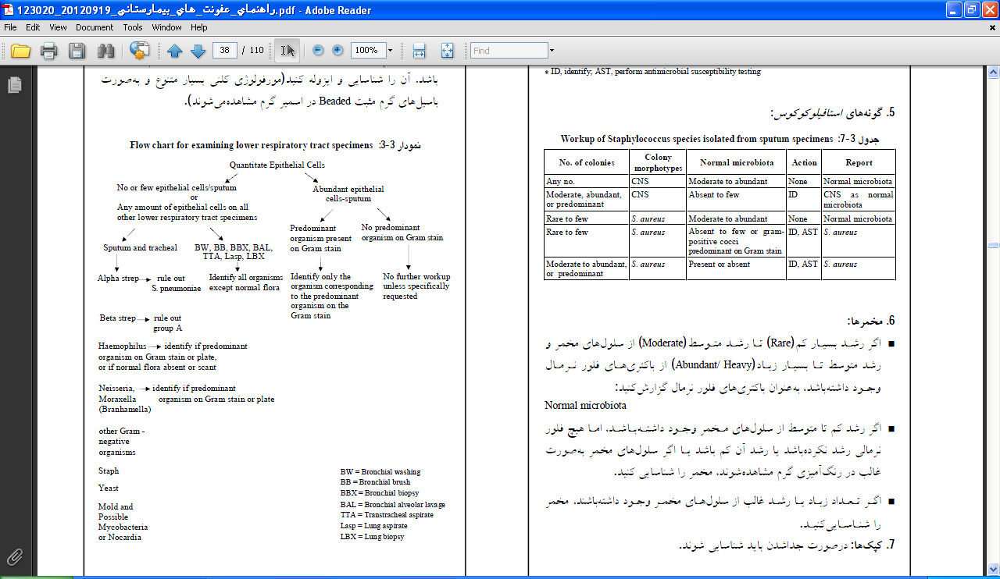 123020_20120919_راهنماي_عفونت_هاي_بيمارستاني.pdf - Adobe Reader
File Edit View Document Tools Window Help
38 / 110 100% Find
* ID, identify; AST, perform antimicrobial susceptibility testing
5. گونه‌های استافیلوکوکوس:
جدول 3-7: Workup of Staphylococcus species isolated from sputum specimens
No. of colonies Colony morphotypes Normal microbiota Action Report
Any no. CNS Moderate to abundant None Normal microbiota
Moderate, abundant, or predominant CNS Absent to few ID CNS as normal microbiota
Rare to few S. aureus Moderate to abundant None Normal microbiota
Rare to few S. aureus Absent to few or gram-positive cocci predominant on Gram stain ID, AST S. aureus
Moderate to abundant, or predominant S. aureus Present or absent ID, AST S. aureus
6. مخمرها:
■ اگر رشد بسیار کم (Rare) تا رشد متوسط (Moderate) از سلول‌های مخمر و
رشد متوسط تا بسیار زیاد (Abundant/ Heavy) از باکتری‌های فلور نرمال
وجود داشته‌باشد، به‌عنوان باکتری‌های فلور نرمال گزارش‌کنید:
Normal microbiota
■ اگر رشد کم تا متوسط از سلول‌های مخمر وجود داشته‌باشد، اما هیچ فلور
نرمالی رشد نکرده‌باشد یا رشد آن کم باشد یا اگر سلول‌های مخمر به‌صورت
غالب در رنگ‌آمیزی گرم مشاهده‌شوند، مخمر را شناسایی کنید.
■ اگر تعداد زیاد یا رشد غالب از سلول‌های مخمر وجود داشته‌باشند، مخمر
را شناسایی‌کنید.
7. کپک‌ها: درصورت جداشدن باید شناسایی شوند.
باشد، آن را شناسایی و ایزوله کنید(مورفولوژی کلنی بسیار متنوع و به‌صورت
باسیل‌های گرم مثبت Beaded در اسمیر گرم مشاهده‌می‌شوند).
نمودار 3-3: Flow chart for examining lower respiratory tract specimens
Quantitate Epithelial Cells
No or few epithelial cells/sputum
or
Any amount of epithelial cells on all
other lower respiratory tract specimens
Abundant epithelial
cells-sputum
Sputum and tracheal
BW, BB, BBX, BAL,
TTA, Lasp, LBX
Predominant
organism present
on Gram stain
No predominant
organism on Gram stain
Alpha strep rule out
S. pneumoniae
Identify all organisms
except normal flora
Identify only the
organism corresponding
to the predominant
organism on the
Gram stain
No further workup
unless specifically
requested
Beta strep rule out
group A
Haemophilus identify if predominant
organism on Gram stain or plate,
or if normal flora absent or scant
Neisseria, identify if predominant
Moraxella organism on Gram stain or plate
(Branhamella)
other Gram -
negative
organisms
Staph
Yeast
Mold and
Possible
Mycobacteria
or Nocardia
BW = Bronchial washing
BB = Bronchial brush
BBX = Bronchial biopsy
BAL = Bronchial alveolar lavage
TTA = Transtracheal aspirate
Lasp = Lung aspirate
LBX = Lung biopsy